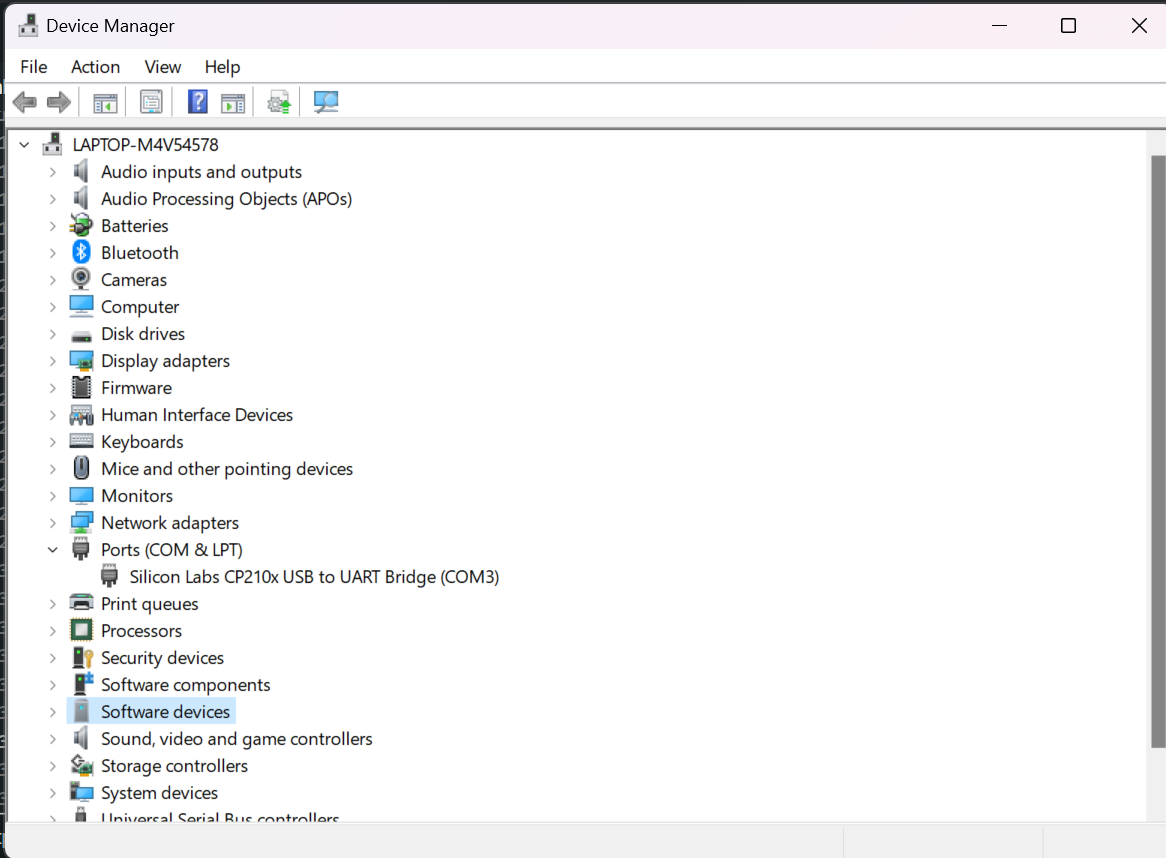 Device Manager
File Action View Help
LAPTOP-M4V54578
Audio inputs and outputs
Audio Processing Objects (APOs)
Batteries
Bluetooth
Cameras
Computer
Disk drives
Display adapters
Firmware
Human Interface Devices
Keyboards
Mice and other pointing devices
Monitors
Network adapters
Ports (COM & LPT)
Silicon Labs CP210x USB to UART Bridge (COM3)
Print queues
Processors
Security devices
Software components
Software devices
Sound, video and game controllers
Storage controllers
System devices
Universal Serial Bus controllers